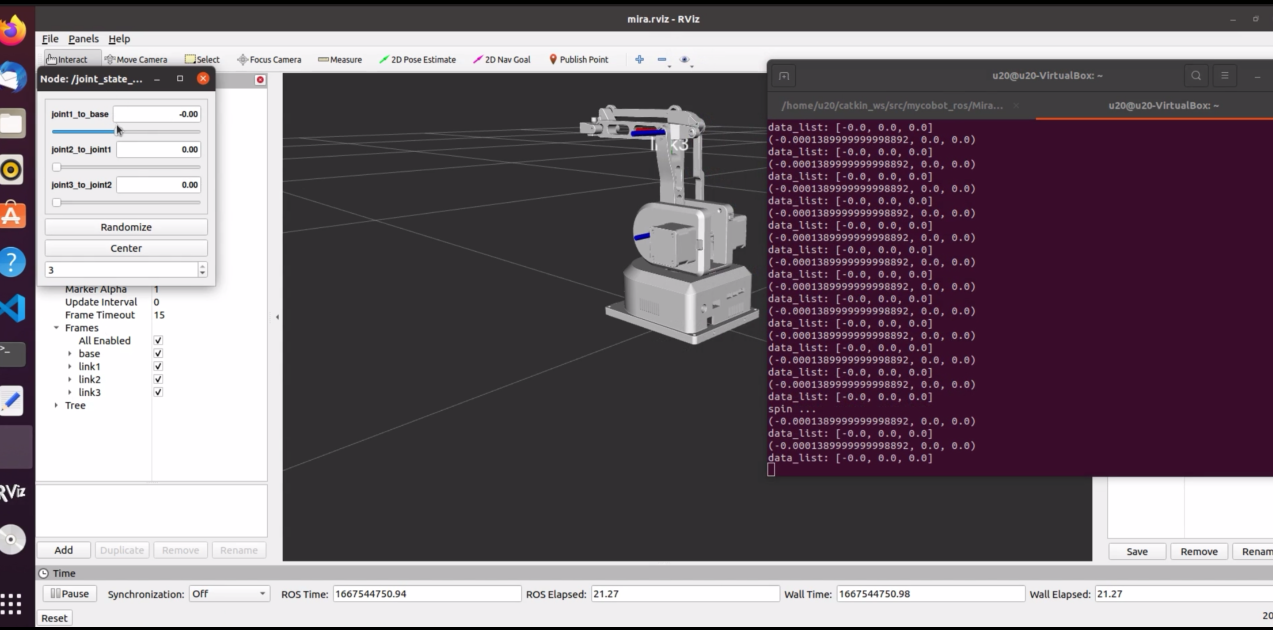 mira.rviz - RViz
File Panels Help
Interact Move Camera Select Focus Camera Measure 2D Pose Estimate 2D Nav Goal Publish Point
Node: /joint_state_...
joint1_to_base -0.00
joint2_to_joint1 0.00
joint3_to_joint2 0.00
Randomize
Center
3
Marker Alpha 1
Update Interval 0
Frame Timeout 15
Frames
All Enabled
base
link1
link2
link3
Tree
Add Duplicate Remove Rename
u20@u20-VirtualBox: ~
/home/u20/catkin_ws/src/mycobot_ros/Mira... u20@u20-VirtualBox: ~
data_list: [-0.0, 0.0, 0.0]
(-0.0001389999999998892, 0.0, 0.0)
data_list: [-0.0, 0.0, 0.0]
(-0.0001389999999998892, 0.0, 0.0)
data_list: [-0.0, 0.0, 0.0]
(-0.0001389999999998892, 0.0, 0.0)
data_list: [-0.0, 0.0, 0.0]
(-0.0001389999999998892, 0.0, 0.0)
data_list: [-0.0, 0.0, 0.0]
(-0.0001389999999998892, 0.0, 0.0)
data_list: [-0.0, 0.0, 0.0]
(-0.0001389999999998892, 0.0, 0.0)
data_list: [-0.0, 0.0, 0.0]
(-0.0001389999999998892, 0.0, 0.0)
data_list: [-0.0, 0.0, 0.0]
(-0.0001389999999998892, 0.0, 0.0)
data_list: [-0.0, 0.0, 0.0]
(-0.0001389999999998892, 0.0, 0.0)
data_list: [-0.0, 0.0, 0.0]
(-0.0001389999999998892, 0.0, 0.0)
data_list: [-0.0, 0.0, 0.0]
(-0.0001389999999998892, 0.0, 0.0)
data_list: [-0.0, 0.0, 0.0]
spin ...
(-0.0001389999999998892, 0.0, 0.0)
data_list: [-0.0, 0.0, 0.0]
(-0.0001389999999998892, 0.0, 0.0)
data_list: [-0.0, 0.0, 0.0]
Save Remove Renam
Time
Pause Synchronization: Off ROS Time: 1667544750.94 ROS Elapsed: 21.27 Wall Time: 1667544750.98 Wall Elapsed: 21.27
Reset
RViz
20